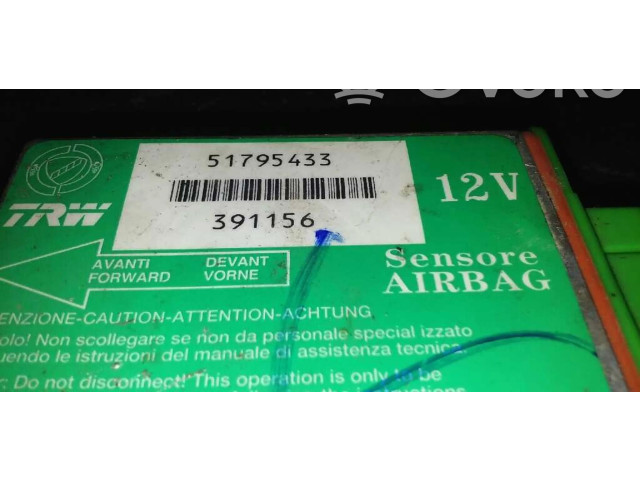 51795433
12V
TRW
391156
AVANTI DEVANT
FORWARD VORNE
Sensore
AIRBAG
ENZIONE-CAUTION-ATTENTION-ACHTUNG
olo! Non scollegare se non da personale special izzato
uendo le istruzioni del manuale di assistenza tecnica.
r: Do not disconnect! This operation is only to be